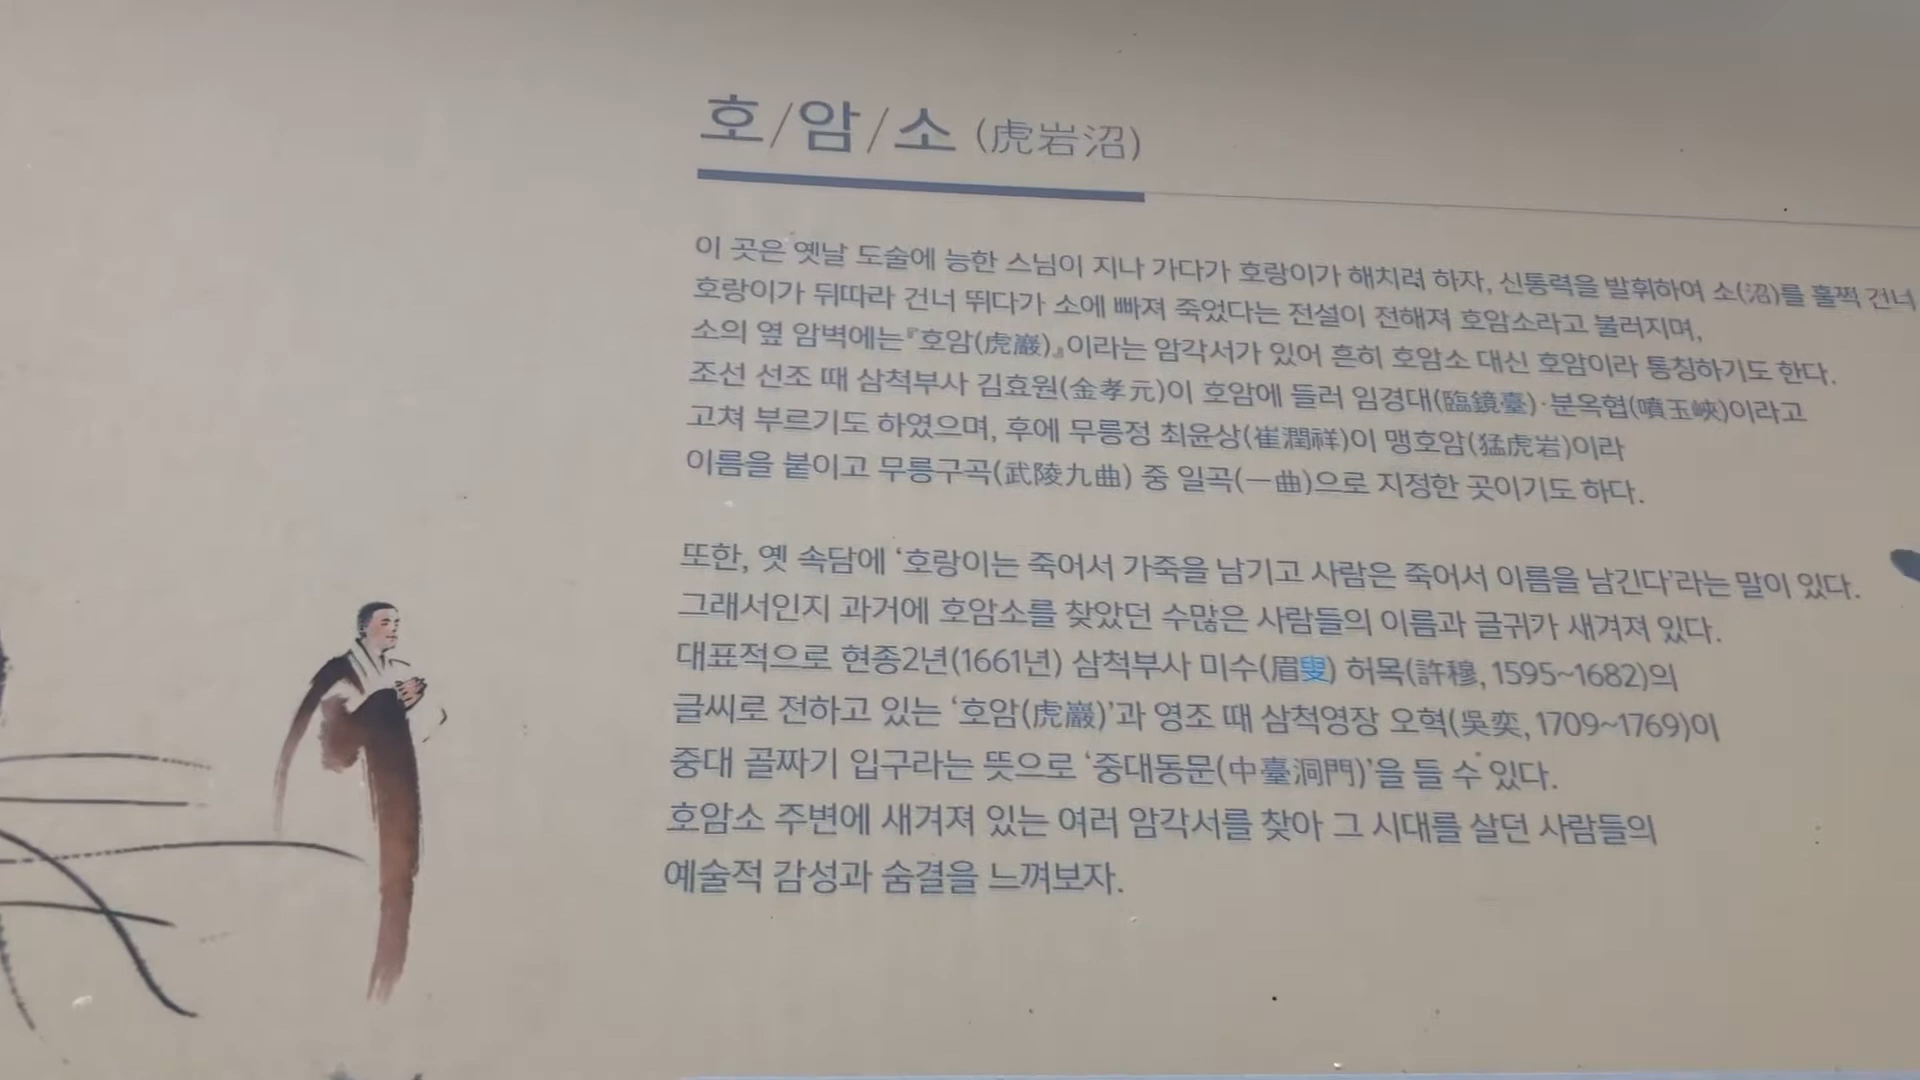 호/암/소 (虎岩沼)
이 곳은 옛날 도술에 능한 스님이 지나 가다가 호랑이가 해치려 하자, 신통력을 발휘하여 소(沼)를 훌쩍 건너
호랑이가 뒤따라 건너 뛰다가 소에 빠져 죽었다는 전설이 전해져 호암소라고 불러지며,
소의 옆 암벽에는『호암(虎巖)』이라는 암각서가 있어 흔히 호암소 대신 호암이라 통칭하기도 한다.
조선 선조 때 삼척부사 김효원(金孝元)이 호암에 들러 임경대(臨鏡臺)·분옥협(噴玉峽)이라고
고쳐 부르기도 하였으며, 후에 무릉정 최윤상(崔潤祥)이 맹호암(猛虎岩)이라
이름을 붙이고 무릉구곡(武陵九曲) 중 일곡(一曲)으로 지정한 곳이기도 하다.
또한, 옛 속담에 ‘호랑이는 죽어서 가죽을 남기고 사람은 죽어서 이름을 남긴다’라는 말이 있다.
그래서인지 과거에 호암소를 찾았던 수많은 사람들의 이름과 글귀가 새겨져 있다.
대표적으로 현종2년(1661년) 삼척부사 미수(眉叟) 허목(許穆, 1595~1682)의
글씨로 전하고 있는 ‘호암(虎巖)’과 영조 때 삼척영장 오혁(吳奕, 1709~1769)이
중대 골짜기 입구라는 뜻으로 ‘중대동문(中臺洞門)’을 들 수 있다.
호암소 주변에 새겨져 있는 여러 암각서를 찾아 그 시대를 살던 사람들의
예술적 감성과 숨결을 느껴보자.